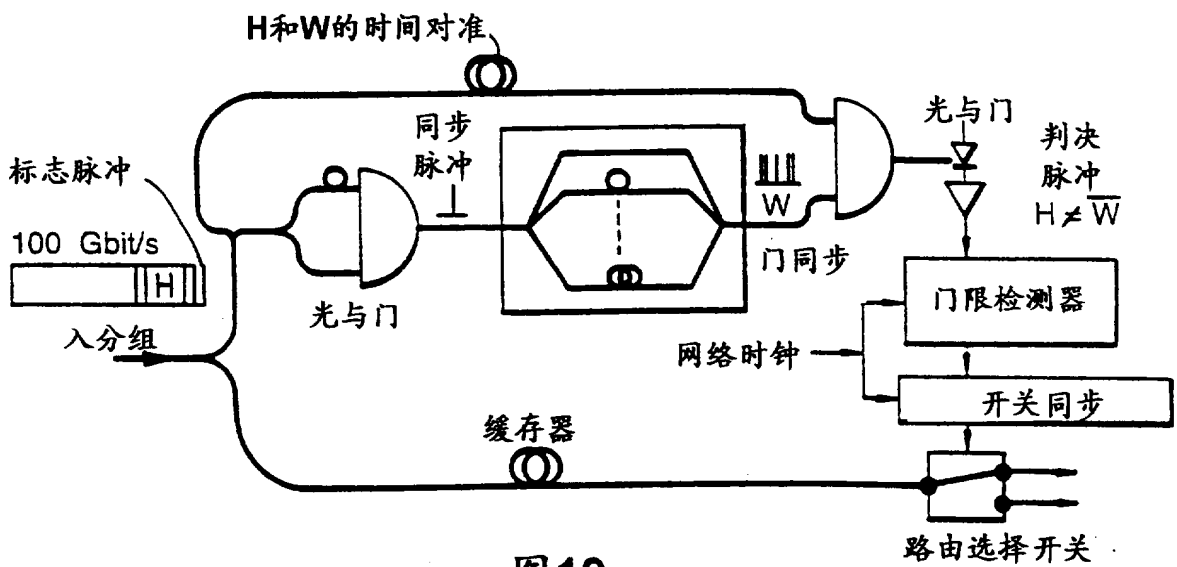 H和W的时间对准
同步
脉冲
光与门
判决
脉冲
H ≠ W̅
标志脉冲
100 Gbit/s
H
W
门同步
光与门
入分组
门限检测器
网络时钟
开关同步
缓存器
路由选择开关